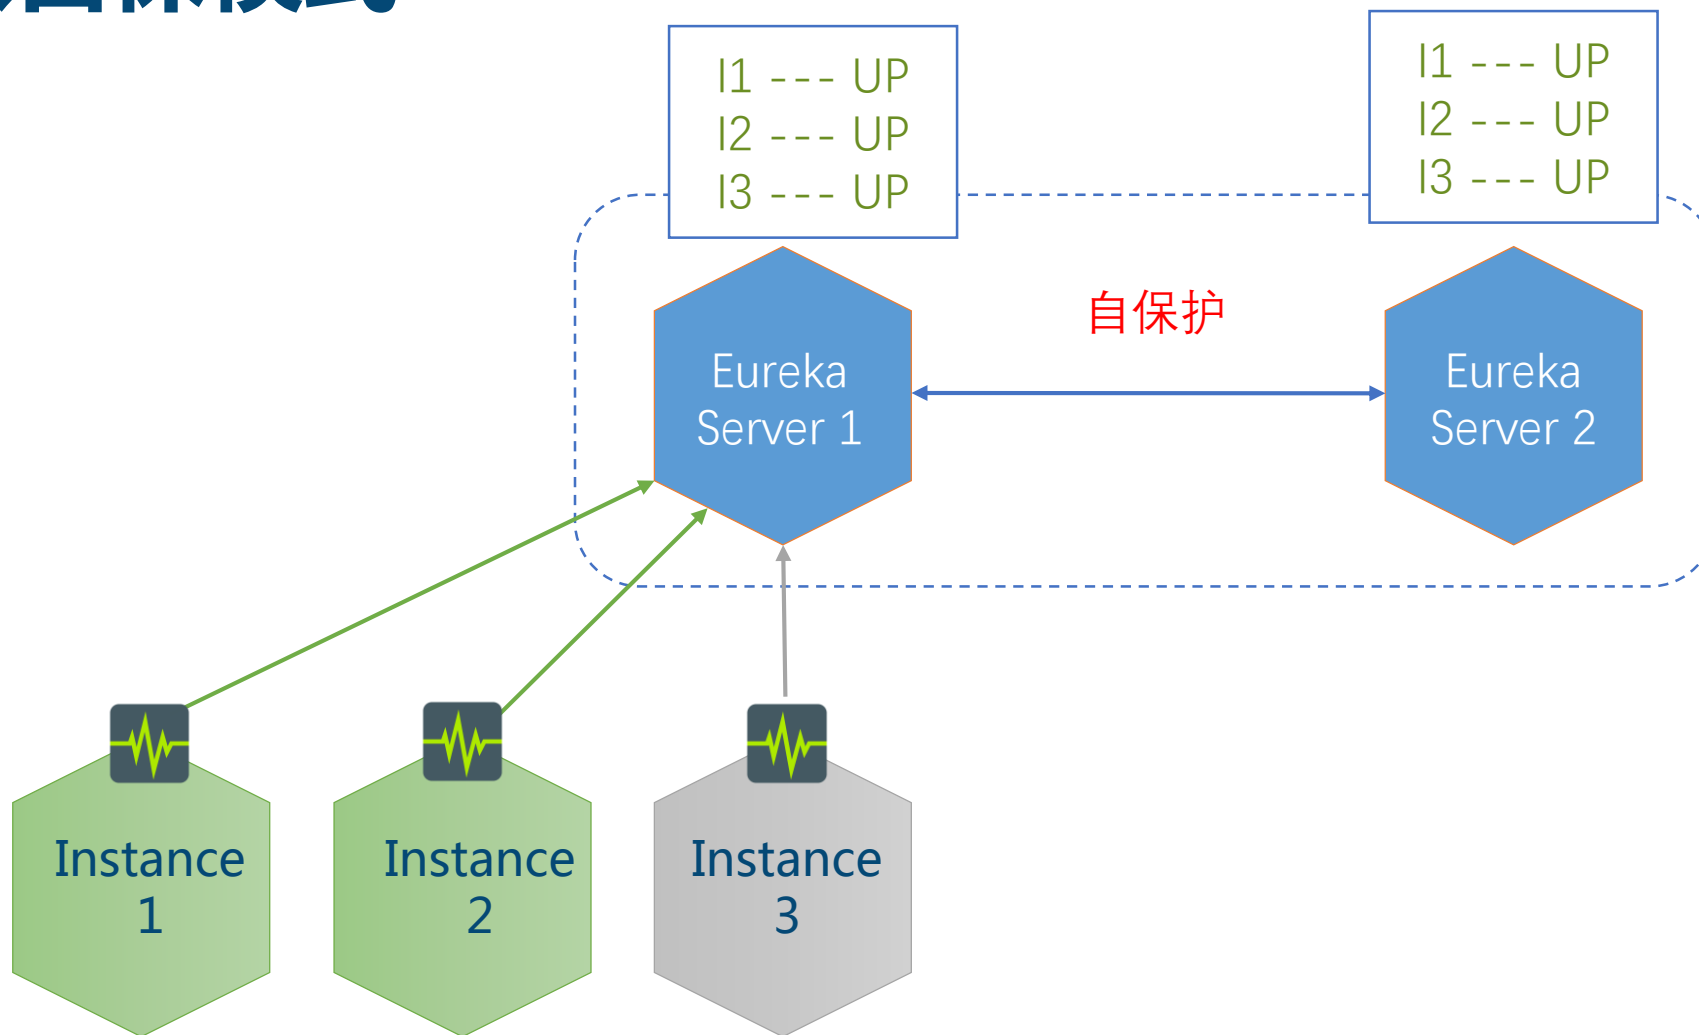 I1 --- UP
I2 --- UP
I3 --- UP
I1 --- UP
I2 --- UP
I3 --- UP
自保护
Eureka
Server 1
Eureka
Server 2
Instance
1
Instance
2
Instance
3